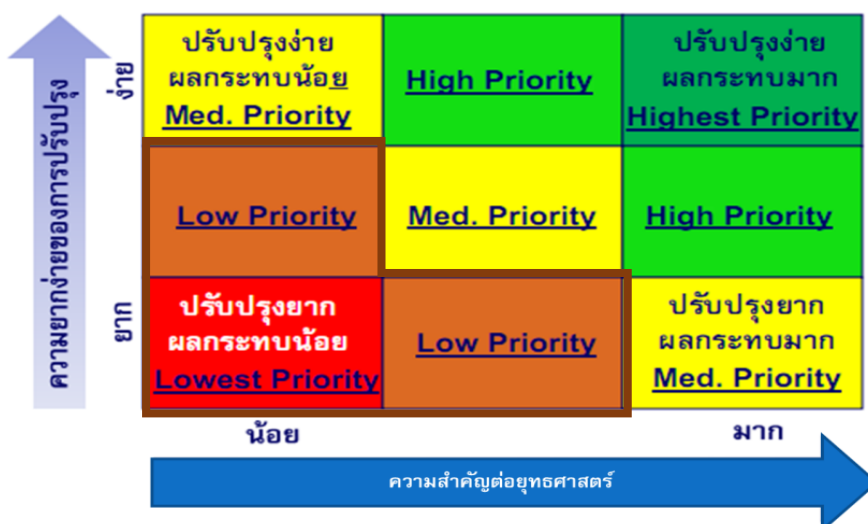 ความยากง่ายของการปรับปรุง
ง่าย
ปรับปรุงง่าย
ผลกระทบน้อย
Med. Priority
High Priority
ปรับปรุงง่าย
ผลกระทบมาก
Highest Priority
Low Priority
Med. Priority
High Priority
ยาก
ปรับปรุงยาก
ผลกระทบน้อย
Lowest Priority
Low Priority
ปรับปรุงยาก
ผลกระทบมาก
Med. Priority
น้อย
มาก
ความสำคัญต่อยุทธศาสตร์